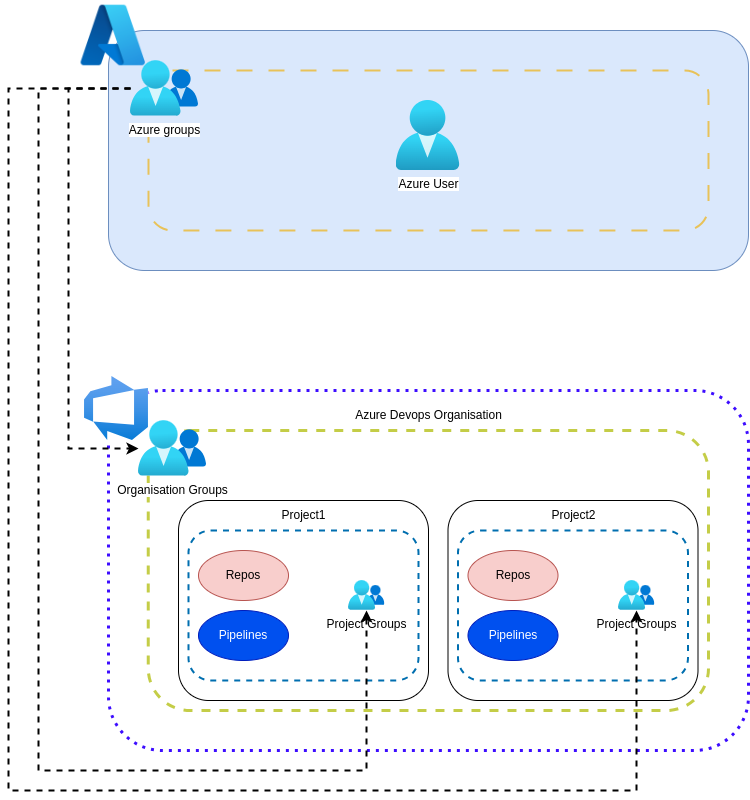 Azure groups
Azure User
Azure Devops Organisation
Organisation Groups
Project1
Project2
Repos
Project Groups
Pipelines
Repos
Project Groups
Pipelines